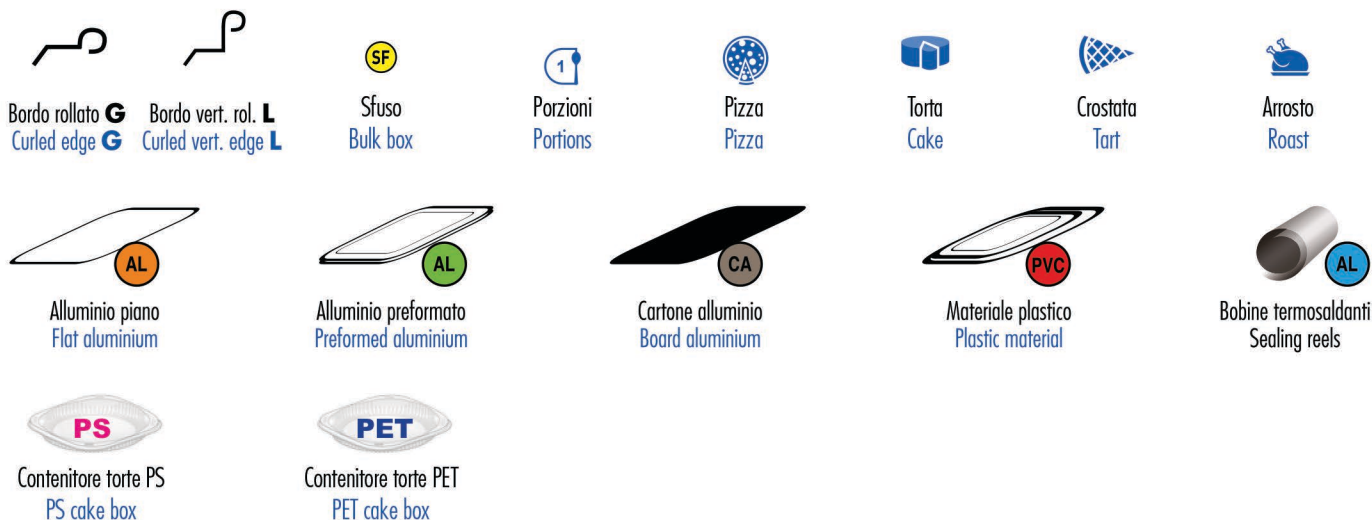 SF
1
Bordo rollato G
Curled edge G
Bordo vert. rol. L
Curled vert. edge L
Sfuso
Bulk box
Porzioni
Portions
Pizza
Pizza
Torta
Cake
Crostata
Tart
Arrosto
Roast
AL
AL
CA
PVC
AL
Alluminio piano
Flat aluminium
Alluminio preformato
Preformed aluminium
Cartone alluminio
Board aluminium
Materiale plastico
Plastic material
Bobine termosaldanti
Sealing reels
PS
PET
Contenitore torte PS
PS cake box
Contenitore torte PET
PET cake box